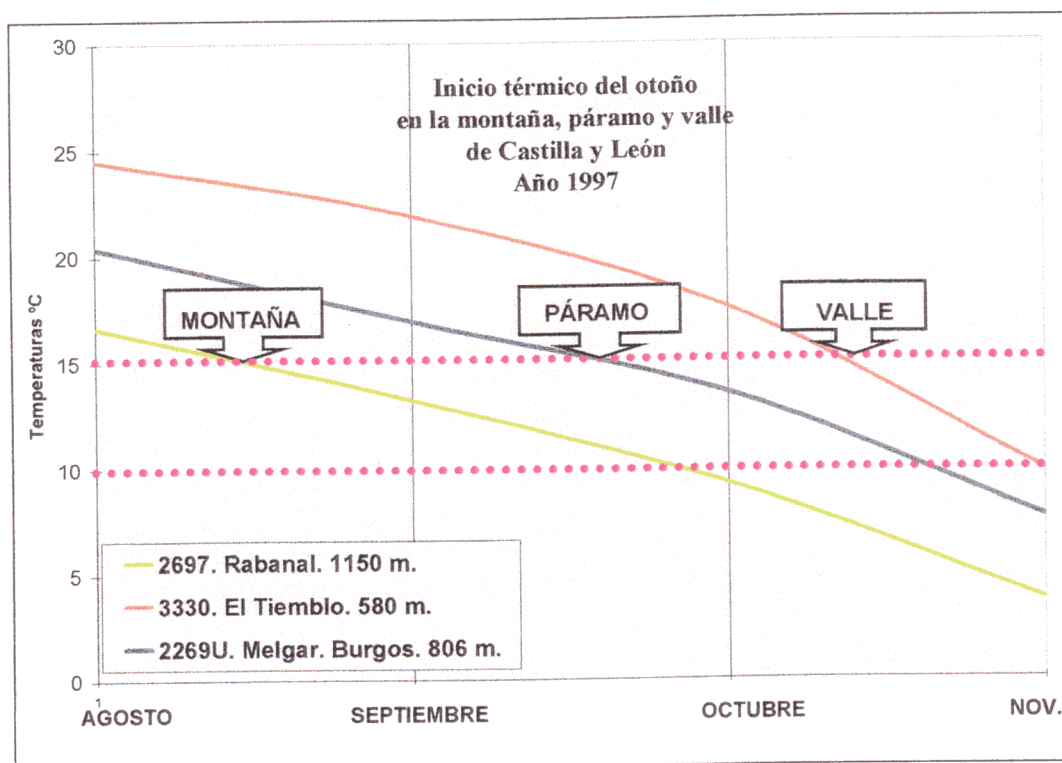 Inicio térmico del otoño
en la montaña, páramo y valle
de Castilla y León
Año 1997
Temperaturas ºC
30
25
20
15
10
5
0
MONTAÑA
PÁRAMO
VALLE
2697. Rabanal. 1150 m.
3330. El Tiemblo. 580 m.
2269U. Melgar. Burgos. 806 m.
1
AGOSTO
SEPTIEMBRE
OCTUBRE
NOV.